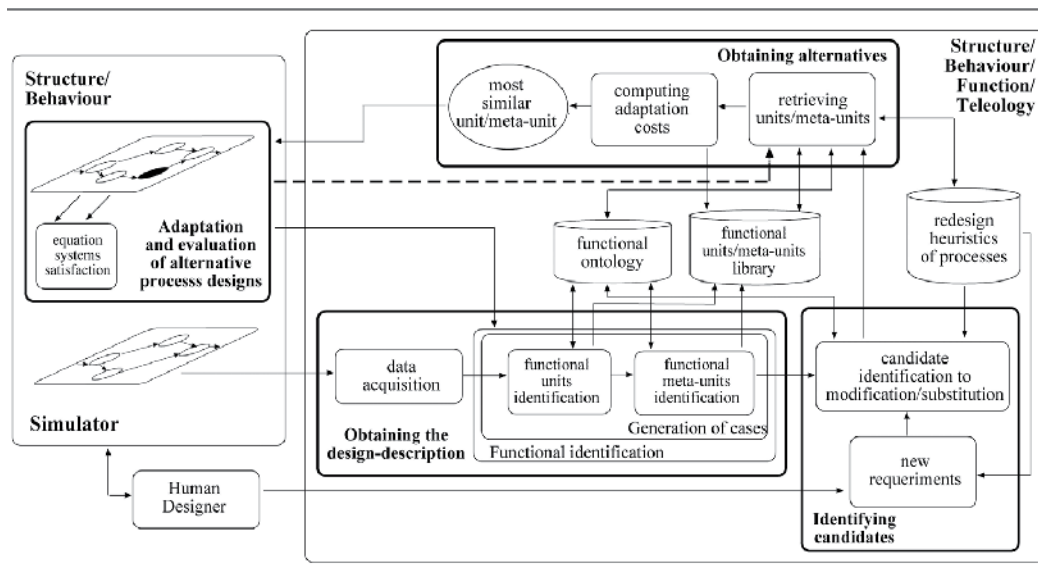 Structure/
Behaviour
equation
systems
satisfaction
Adaptation
and evaluation
of alternative
processs designs
Simulator
Human
Designer
Obtaining alternatives
most
similar
unit/meta-unit
computing
adaptation
costs
retrieving
units/meta-units
Structure/
Behaviour/
Function/
Teleology
functional
ontology
functional
units/meta-units
library
redesign
heuristics
of processes
data
acquisition
functional
units
identification
functional
meta-units
identification
Generation of cases
Functional identification
Obtaining the
design-description
candidate
identification to
modification/substitution
new
requeriments
Identifying
candidates